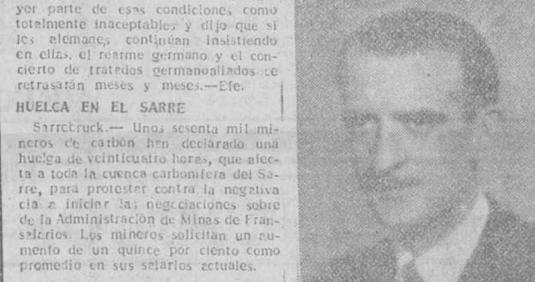 yor parte de esas condiciones, como
totalmente inaceptable, y dijo que si
los alemanes continúan insistiendo
en ellas, el rearme germano y el con-
cierto de tratados germanoaliados se
retrasarán meses y meses.—Efe.
HUELGA EN EL SARRE
Sarrebruck.— Unos sesenta mil mi-
neros de carbón han declarado una
huelga de veinticuatro horas, que afec-
ta a toda la cuenca carbonífera del Sa-
rre, para protestar contra la negativa
cia a iniciar las negociaciones sobre
de la Administración de Minas de Fran-
salarios. Los mineros solicitan un au-
mento de un quince por ciento como
promedio en sus salarios actuales.